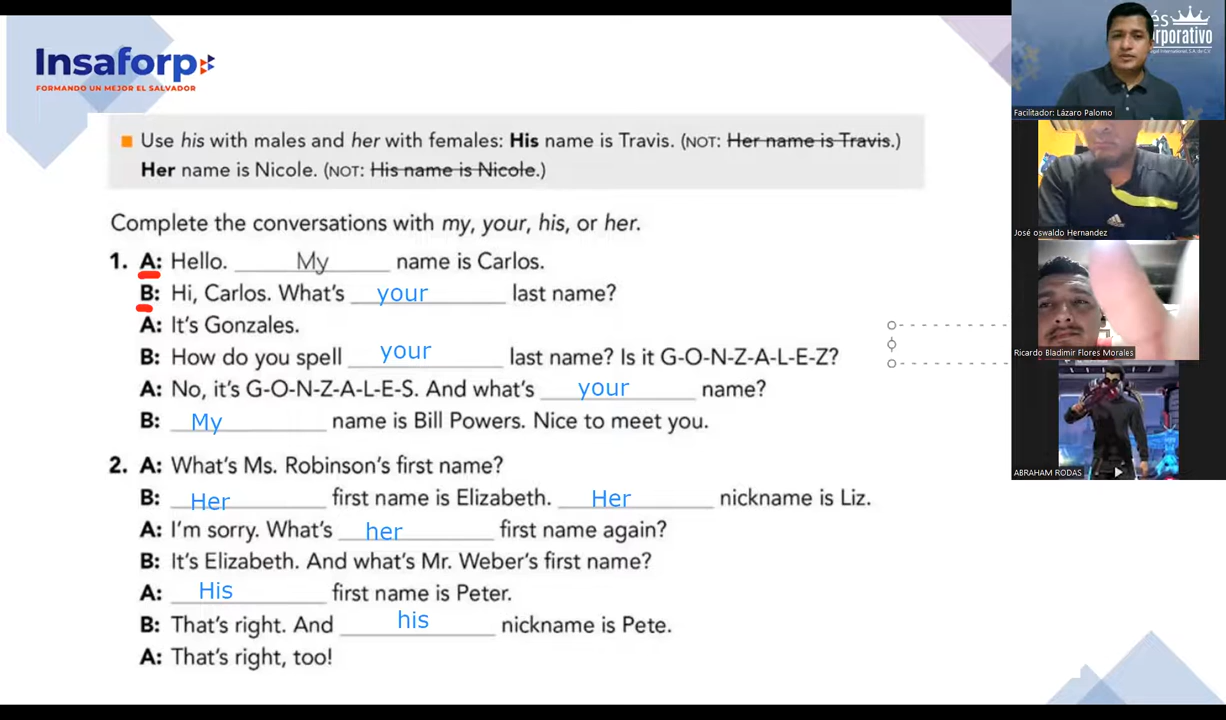 Insaforp
FORMANDO UN MEJOR EL SALVADOR
Use his with males and her with females: His name is Travis. (NOT: Her name is Travis.)
Her name is Nicole. (NOT: His name is Nicole.)
Complete the conversations with my, your, his, or her.
1. A: Hello. My name is Carlos.
B: Hi, Carlos. What's your last name?
A: It's Gonzales.
B: How do you spell your last name? Is it G-O-N-Z-A-L-E-Z?
A: No, it's G-O-N-Z-A-L-E-S. And what's your name?
B: My name is Bill Powers. Nice to meet you.
2. A: What's Ms. Robinson's first name?
B: Her first name is Elizabeth. Her nickname is Liz.
A: I'm sorry. What's her first name again?
B: It's Elizabeth. And what's Mr. Weber's first name?
A: His first name is Peter.
B: That's right. And his nickname is Pete.
A: That's right, too!
Facilitador: Lázaro Palomo
José oswaldo Hernandez
Ricardo Bladimir Flores Morales
ABRAHAM RODAS